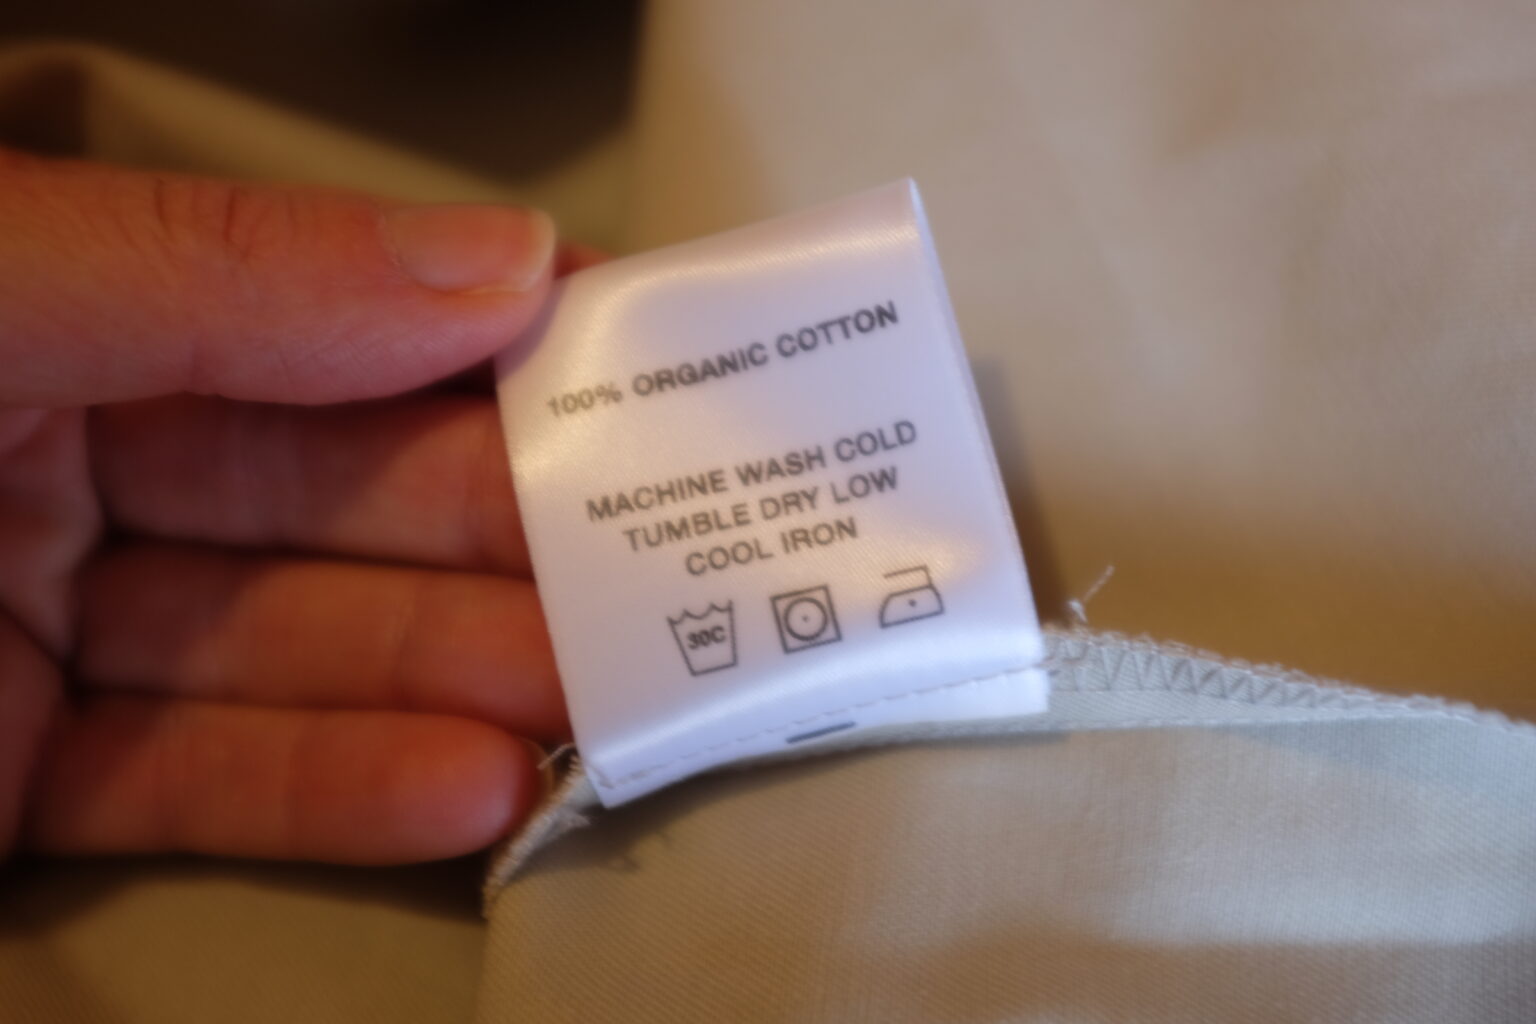 100% ORGANIC COTTON
MACHINE WASH COLD
TUMBLE DRY LOW
COOL IRON
30C